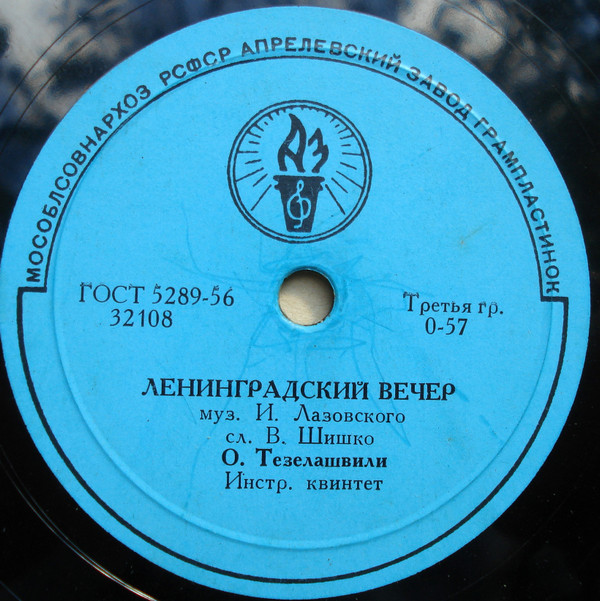 МОСОБЛСОВНАРХОЗ РСФСР АПРЕЛЕВСКИЙ ЗАВОД ГРАМПЛАСТИНОК
АЗ
ГОСТ 5289-56
32108
Третья гр.
0-57
ЛЕНИНГРАДСКИЙ ВЕЧЕР
муз. И. Лазовского
сл. В. Шишко
О. Тезелашвили
Инстр. квинтет